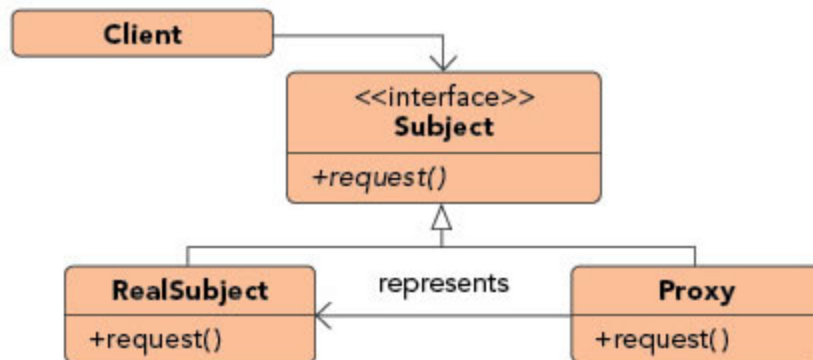 Client
<<interface>>
Subject
+request()
represents
RealSubject
+request()
Proxy
+request()